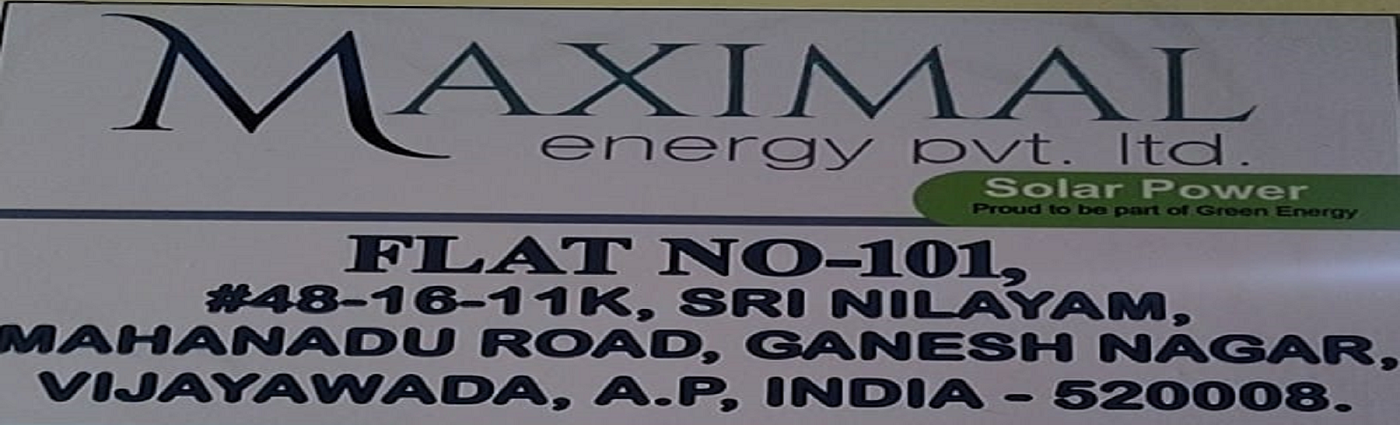 MAXIMAL
energy pvt. ltd.
Solar Power
Proud to be part of Green Energy
FLAT NO-101,
#48-16-11K, SRI NILAYAM,
MAHANADU ROAD, GANESH NAGAR,
VIJAYAWADA, A.P, INDIA - 520008.